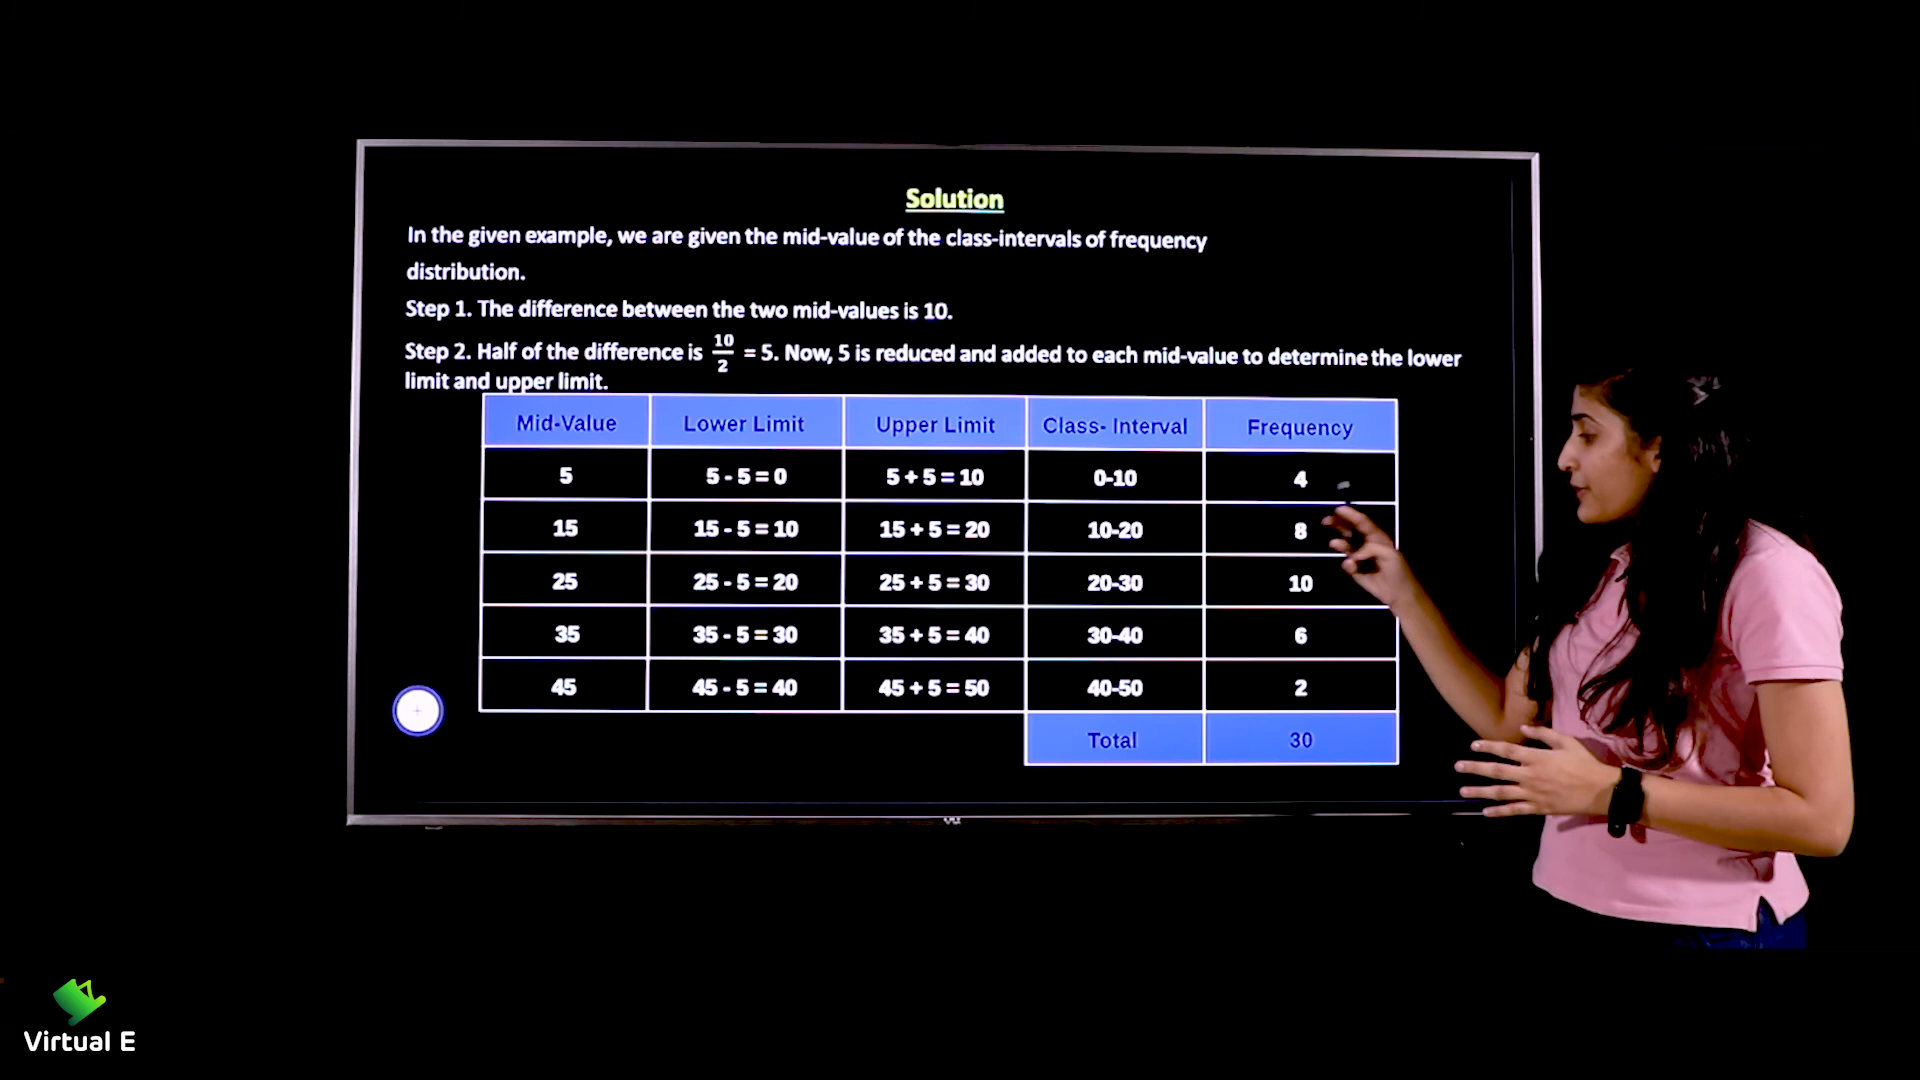 Solution
In the given example, we are given the mid-value of the class-intervals of frequency
distribution.
Step 1. The difference between the two mid-values is 10.
Step 2. Half of the difference is 10/2 = 5. Now, 5 is reduced and added to each mid-value to determine the lower
limit and upper limit.
Mid-Value Lower Limit Upper Limit Class- Interval Frequency
5 5 - 5 = 0 5 + 5 = 10 0-10 4
15 15 - 5 = 10 15 + 5 = 20 10-20 8
25 25 - 5 = 20 25 + 5 = 30 20-30 10
35 35 - 5 = 30 35 + 5 = 40 30-40 6
45 45 - 5 = 40 45 + 5 = 50 40-50 2
Total 30
Virtual E